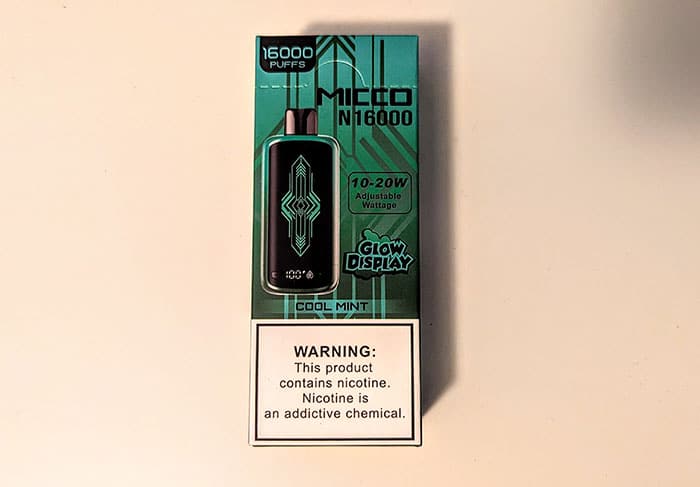 16000
PUFFS
MICCO
N16000
10-20W
Adjustable
Wattage
GLOW
DISPLAY
100%
COOL MINT
WARNING:
This product
contains nicotine.
Nicotine is
an addictive chemical.